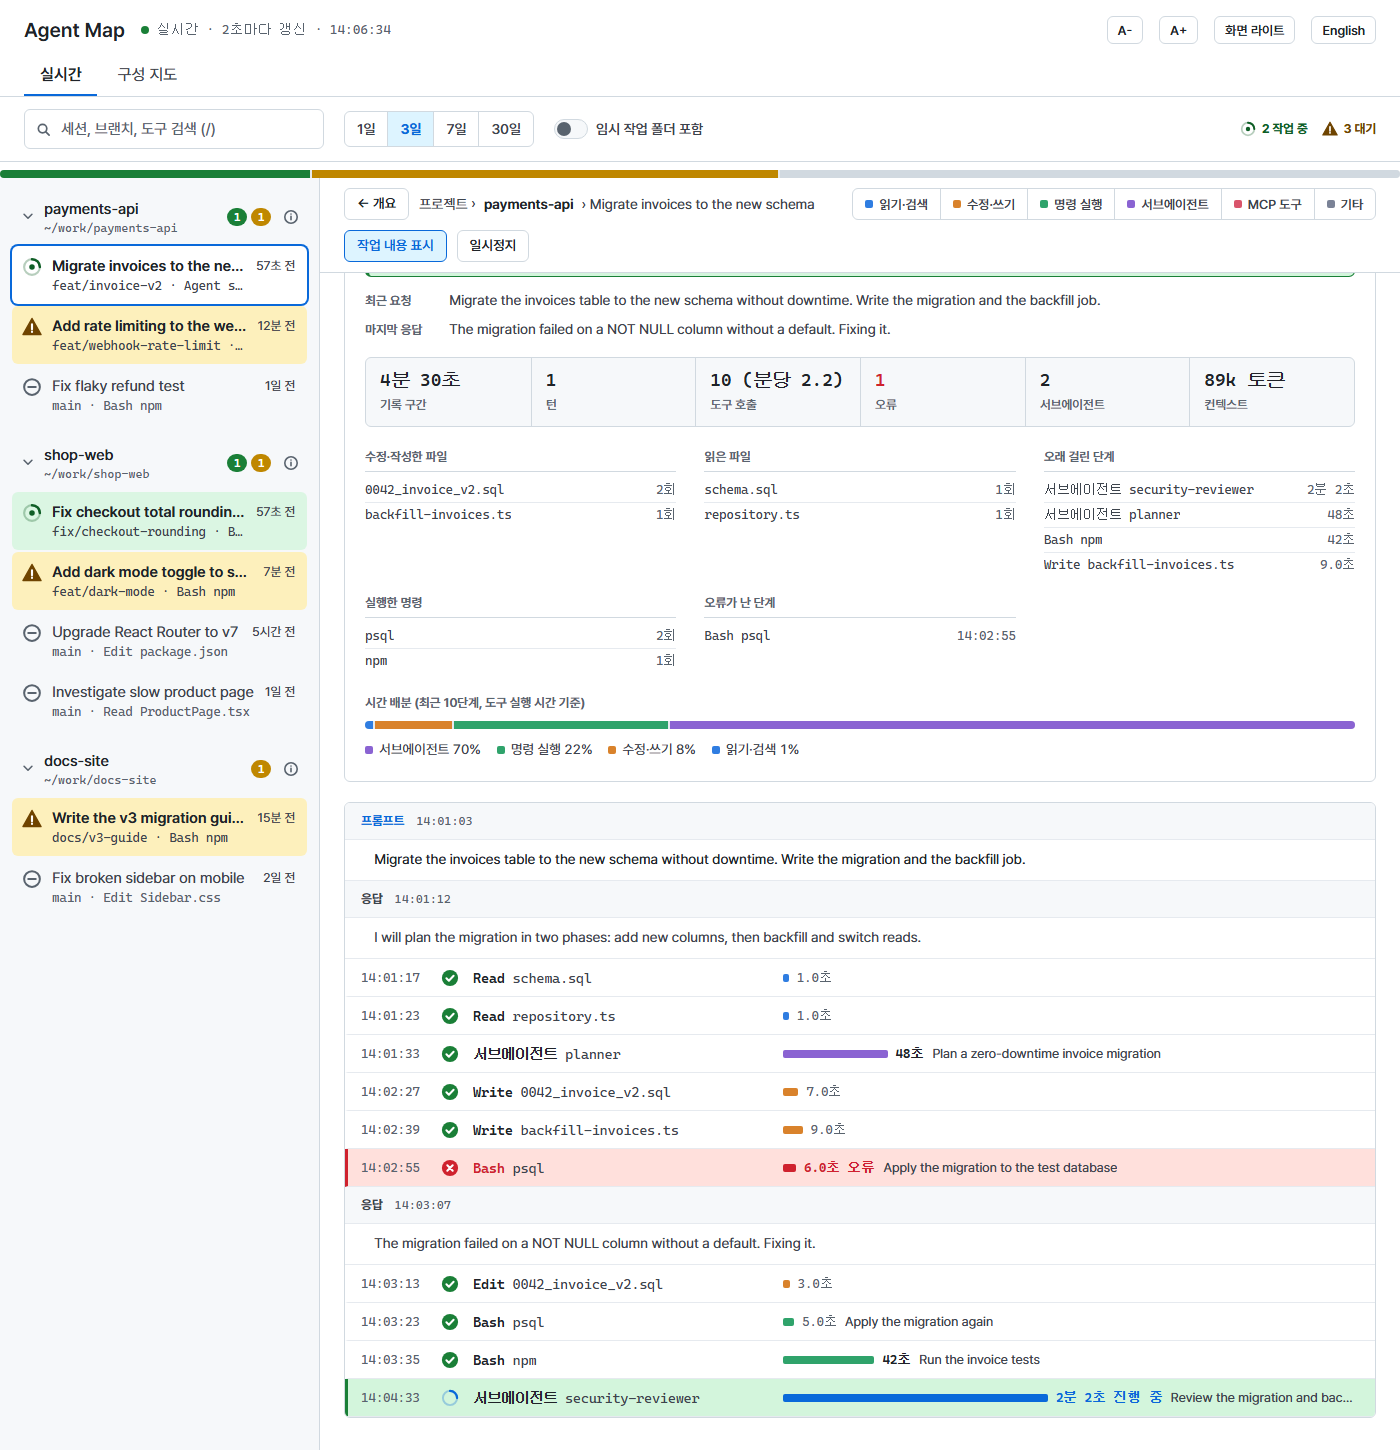 Agent Map
실시간 · 2초마다 갱신 · 14:06:34
A-
A+
화면 라이트
English
실시간
구성 지도
세션, 브랜치, 도구 검색 (/)
1일
3일
7일
30일
임시 작업 폴더 포함
2 작업 중
3 대기
payments-api
~/work/payments-api
1
1
Migrate invoices to the ne...
57초 전
feat/invoice-v2 · Agent s…
Add rate limiting to the we...
12분 전
feat/webhook-rate-limit ·…
Fix flaky refund test
1일 전
main · Bash npm
shop-web
~/work/shop-web
1
1
Fix checkout total roundin...
57초 전
fix/checkout-rounding · B…
Add dark mode toggle to s...
7분 전
feat/dark-mode · Bash npm
Upgrade React Router to v7
5시간 전
main · Edit package.json
Investigate slow product page
1일 전
main · Read ProductPage.tsx
docs-site
~/work/docs-site
1
Write the v3 migration gui...
15분 전
docs/v3-guide · Bash npm
Fix broken sidebar on mobile
2일 전
main · Edit Sidebar.css
← 개요
프로젝트 › payments-api › Migrate invoices to the new schema
읽기·검색
수정·쓰기
명령 실행
서브에이전트
MCP 도구
기타
작업 내용 표시
일시정지
최근 요청
Migrate the invoices table to the new schema without downtime. Write the migration and the backfill job.
마지막 응답
The migration failed on a NOT NULL column without a default. Fixing it.
4분 30초
기록 구간
1
턴
10 (분당 2.2)
도구 호출
1
오류
2
서브에이전트
89k 토큰
컨텍스트
수정·작성한 파일
0042_invoice_v2.sql 2회
backfill-invoices.ts 1회
읽은 파일
schema.sql 1회
repository.ts 1회
오래 걸린 단계
서브에이전트 security-reviewer 2분 2초
서브에이전트 planner 48초
Bash npm 42초
Write backfill-invoices.ts 9.0초
실행한 명령
psql 2회
npm 1회
오류가 난 단계
Bash psql 14:02:55
시간 배분 (최근 10단계, 도구 실행 시간 기준)
서브에이전트 70%
명령 실행 22%
수정·쓰기 8%
읽기·검색 1%
프롬프트 14:01:03
Migrate the invoices table to the new schema without downtime. Write the migration and the backfill job.
응답 14:01:12
I will plan the migration in two phases: add new columns, then backfill and switch reads.
14:01:17 Read schema.sql 1.0초
14:01:23 Read repository.ts 1.0초
14:01:33 서브에이전트 planner 48초 Plan a zero-downtime invoice migration
14:02:27 Write 0042_invoice_v2.sql 7.0초
14:02:39 Write backfill-invoices.ts 9.0초
14:02:55 Bash psql 6.0초 오류 Apply the migration to the test database
응답 14:03:07
The migration failed on a NOT NULL column without a default. Fixing it.
14:03:13 Edit 0042_invoice_v2.sql 3.0초
14:03:23 Bash psql 5.0초 Apply the migration again
14:03:35 Bash npm 42초 Run the invoice tests
14:04:33 서브에이전트 security-reviewer 2분 2초 진행 중 Review the migration and bac...